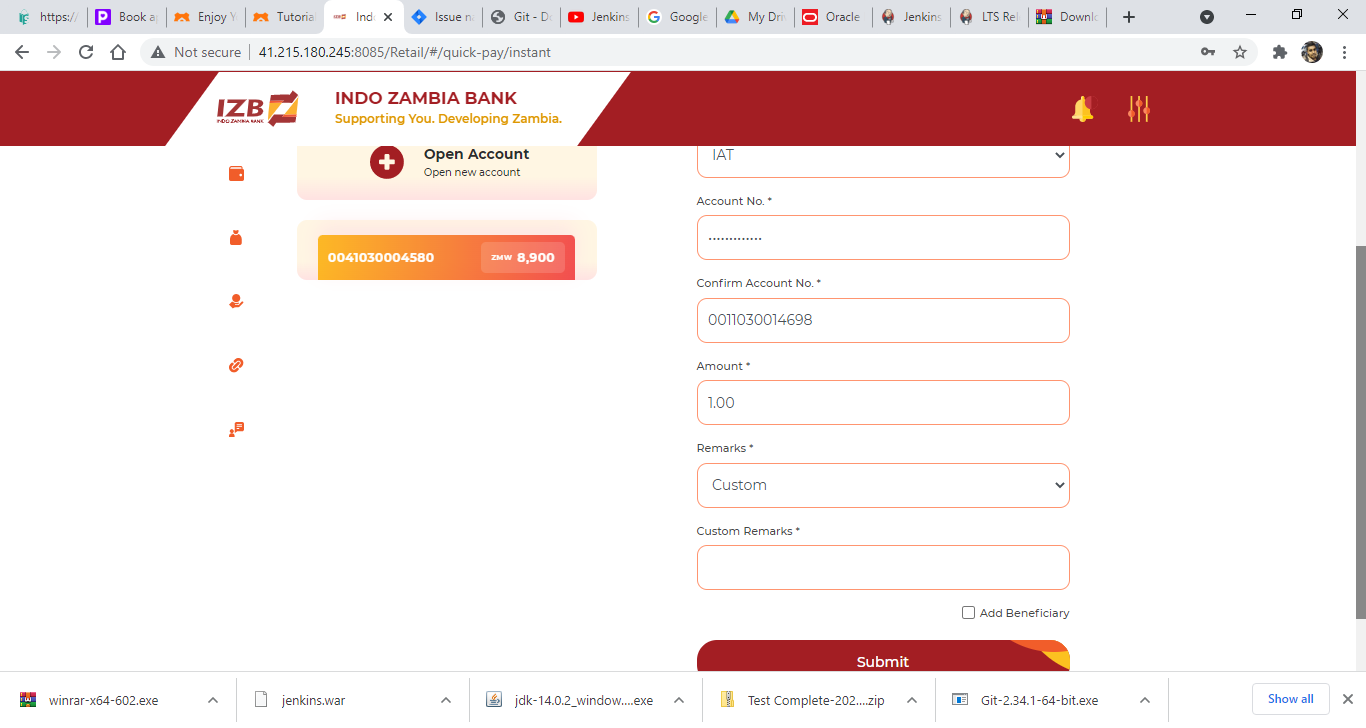 https:/
Book a
Enjoy Y
Tutoria
Ind
Issue n
Git - D
Jenkins
Google
My Dri
Oracle
Jenkins
LTS Rel
Downlo
Not secure
41.215.180.245:8085/Retail/#/quick-pay/instant
IZB
INDO ZAMBIA BANK
INDO ZAMBIA BANK
Supporting You. Developing Zambia.
Open Account
Open new account
0041030004580
ZMW 8,900
IAT
Account No. *
.............
Confirm Account No. *
0011030014698
Amount *
1.00
Remarks *
Custom
Custom Remarks *
Add Beneficiary
Submit
winrar-x64-602.exe
jenkins.war
jdk-14.0.2_window....exe
Test Complete-202....zip
Git-2.34.1-64-bit.exe
Show all